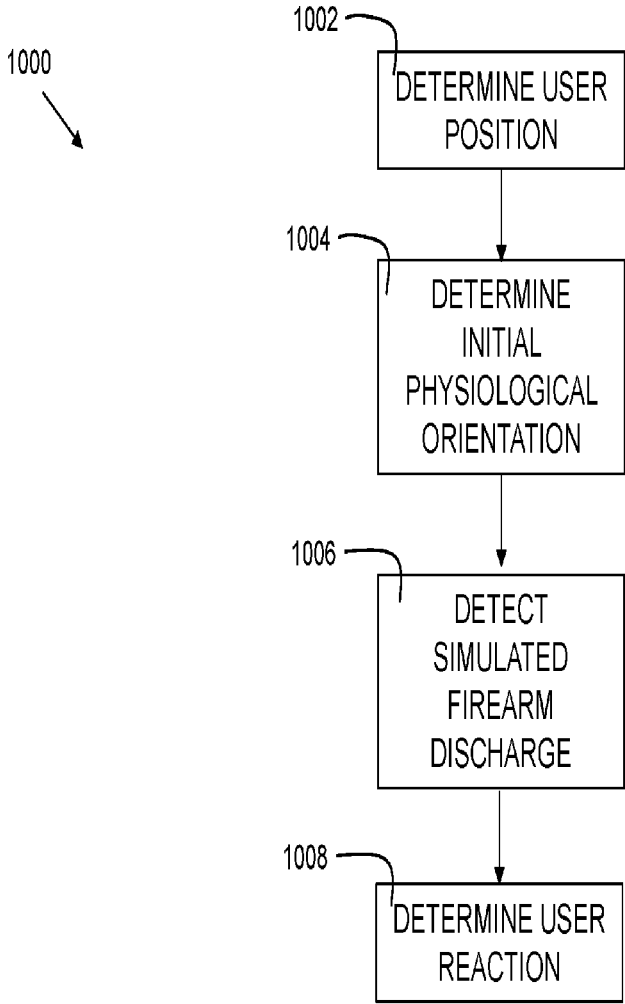 1000
1002
DETERMINE USER
POSITION
1004
DETERMINE
INITIAL
PHYSIOLOGICAL
ORIENTATION
1006
DETECT
SIMULATED
FIREARM
DISCHARGE
1008
DETERMINE USER
REACTION